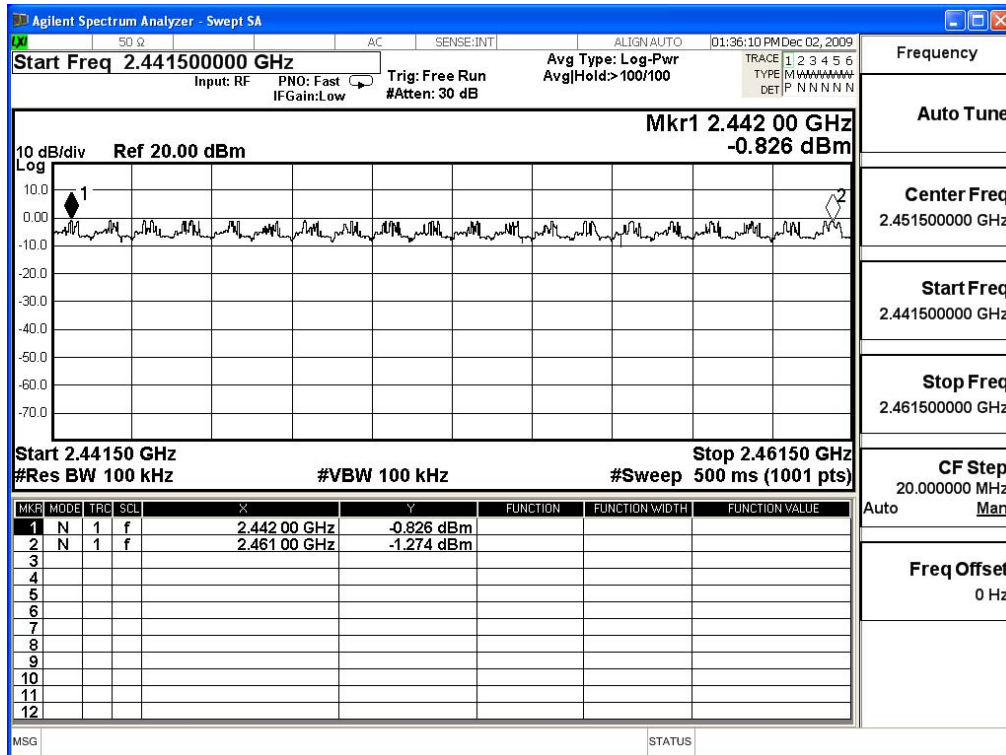 Agilent Spectrum Analyzer - Swept SA
LXI 50 Ω AC SENSE:INT ALIGN AUTO 01:36:10 PM Dec 02, 2009
Start Freq 2.441500000 GHz
Input: RF PNO: Fast
IFGain:Low
Trig: Free Run
#Atten: 30 dB
Avg Type: Log-Pwr
Avg|Hold:>100/100
TRACE 1 2 3 4 5 6
TYPE M W W W W W
DET P N N N N N
Mkr1 2.442 00 GHz
-0.826 dBm
10 dB/div Ref 20.00 dBm
Log
10.0
0.00
-10.0
-20.0
-30.0
-40.0
-50.0
-60.0
-70.0
1
2
Start 2.44150 GHz Stop 2.46150 GHz
#Res BW 100 kHz #VBW 100 kHz #Sweep 500 ms (1001 pts)
MKR MODE TRC SCL X Y FUNCTION FUNCTION WIDTH FUNCTION VALUE
1 N 1 f 2.442 00 GHz -0.826 dBm
2 N 1 f 2.461 00 GHz -1.274 dBm
3
4
5
6
7
8
9
10
11
12
MSG STATUS
Frequency
Auto Tune
Center Freq
2.451500000 GHz
Start Freq
2.441500000 GHz
Stop Freq
2.461500000 GHz
CF Step
20.000000 MHz
Auto Man
Freq Offset
0 Hz